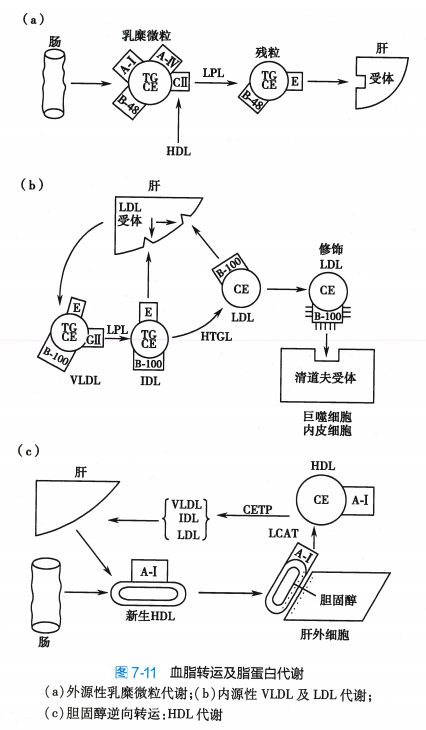 (a)
肠
乳糜微粒
A-Ⅰ
A-Ⅳ
TG
CE
CⅡ
B-48
LPL
HDL
残粒
TG
CE
E
B-48
肝
受体
(b)
肝
LDL
受体
E
TG
CE
GⅡ
B-100
VLDL
LPL
E
TG
CE
B-100
IDL
HTGL
B-100
CE
LDL
修饰
LDL
CE
B-100
清道夫受体
巨噬细胞
内皮细胞
(c)
肝
VLDL
IDL
LDL
CETP
HDL
CE
A-Ⅰ
LCAT
肠
A-Ⅰ
新生HDL
A-Ⅰ
胆固醇
肝外细胞
图 7-11 血脂转运及脂蛋白代谢
(a)外源性乳糜微粒代谢;(b)内源性 VLDL 及 LDL 代谢;
(c)胆固醇逆向转运:HDL 代谢